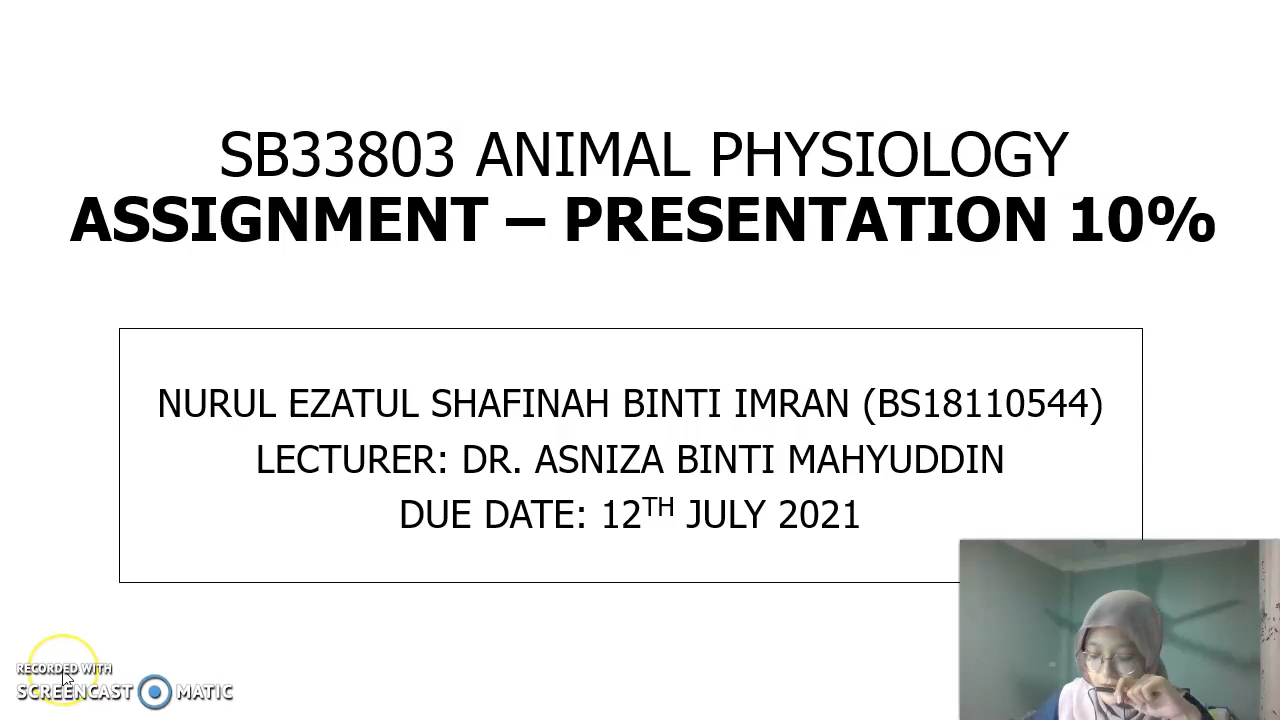 SB33803 ANIMAL PHYSIOLOGY
ASSIGNMENT – PRESENTATION 10%
NURUL EZATUL SHAFINAH BINTI IMRAN (BS18110544)
LECTURER: DR. ASNIZA BINTI MAHYUDDIN
DUE DATE: 12TH JULY 2021
RECORDED WITH
SCREENCAST MATIC